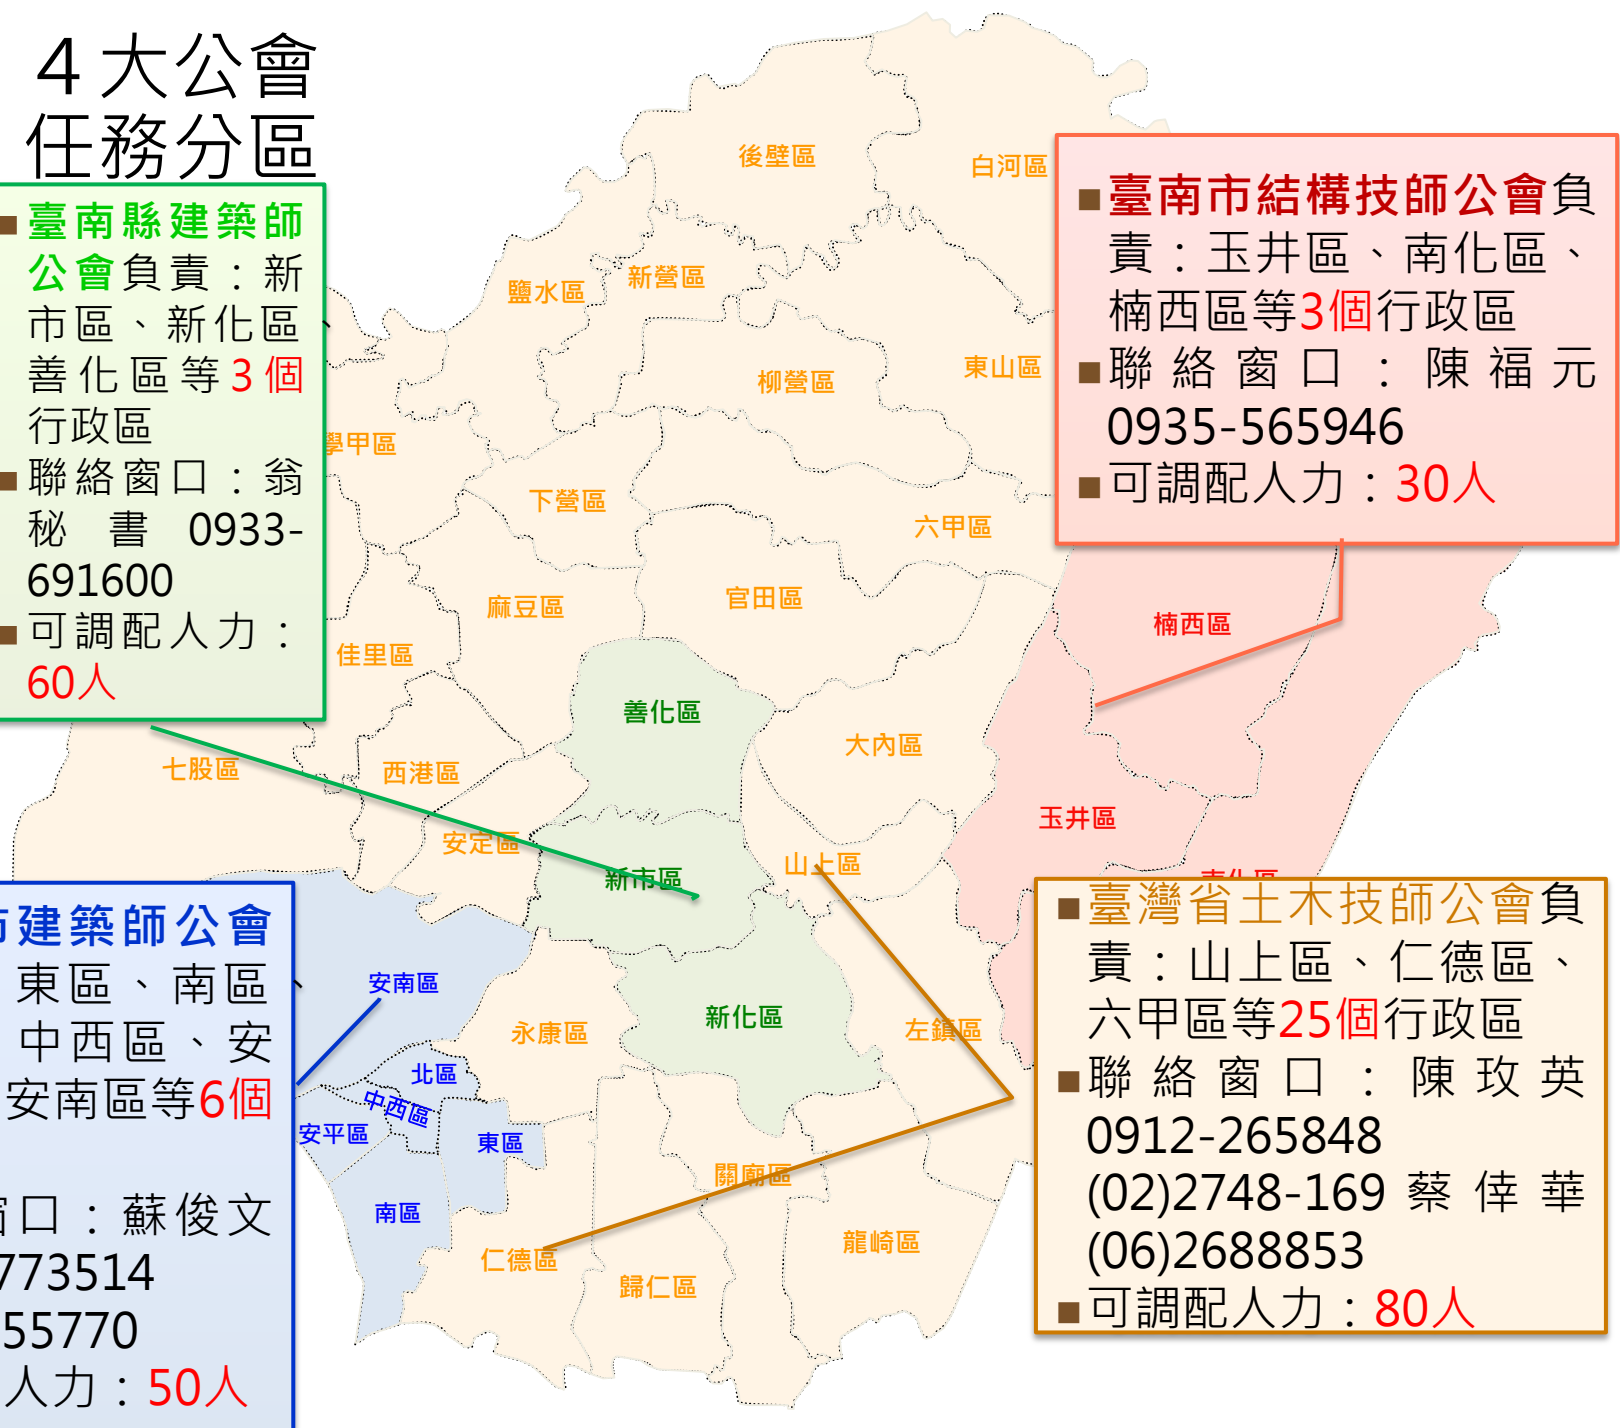 ４大公會
任務分區
■臺南縣建築師
公會負責：新
市區、新化區、
善化區等3個
行政區
■聯絡窗口：翁
秘書 0933-
691600
■可調配人力：
60人
■臺南市結構技師公會負
責：玉井區、南化區、
楠西區等3個行政區
■聯絡窗口：陳福元
0935-565946
■可調配人力：30人
市建築師公會
東區、南區、
中西區、安
安南區等6個
窗口：蘇俊文
773514
55770
人力：50人
■臺灣省土木技師公會負
責：山上區、仁德區、
六甲區等25個行政區
■聯絡窗口：陳玫英
0912-265848
(02)2748-169 蔡倖華
(06)2688853
■可調配人力：80人
後壁區
白河區
鹽水區
新營區
柳營區
東山區
學甲區
下營區
六甲區
麻豆區
官田區
楠西區
佳里區
善化區
大內區
七股區
西港區
玉井區
安定區
新市區
山上區
南化區
安南區
新化區
永康區
左鎮區
北區
中西區
安平區
東區
關廟區
南區
仁德區
歸仁區
龍崎區